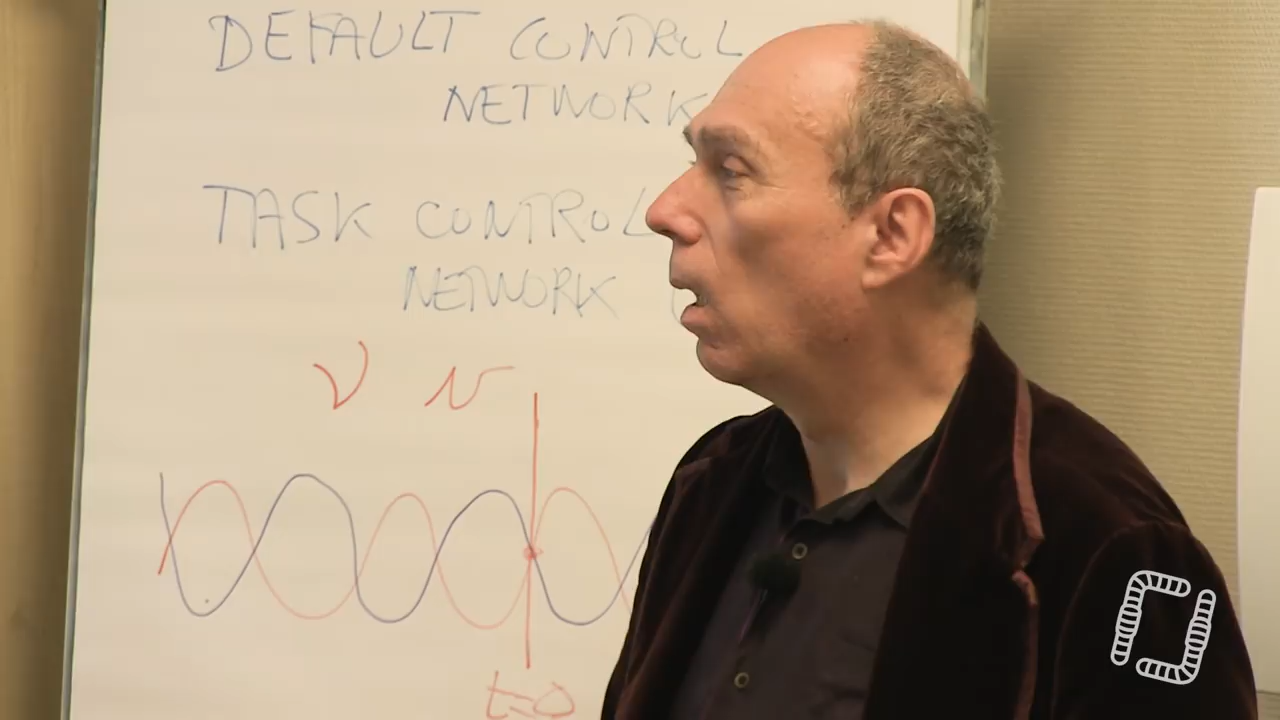 DEFAULT CONTROL
NETWORK
TASK CONTROL
NETWORK (
t=0